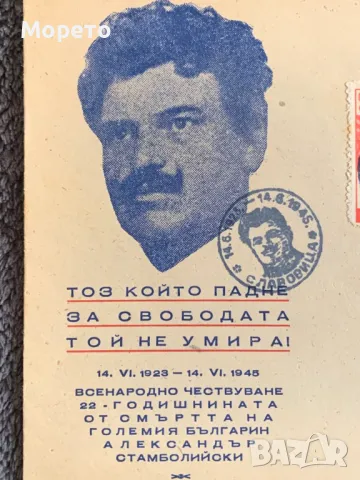 Морето
14.6.1923 – 14.6.1945.
* С. ЛАВОВИЦА *
ТОЗ КОЙТО ПАДНЕ
ЗА СВОБОДАТА
ТОЙ НЕ УМИРА!
14. VI. 1923 — 14. VI. 1945
ВСЕНАРОДНО ЧЕСТВУВАНЕ
22 - ГОДИШНИНАТА
ОТ СМЪРТТА НА
ГОЛЕМИЯ БЪЛГАРИН
АЛЕКСАНДЪР
СТАМБОЛИЙСКИ
bazar